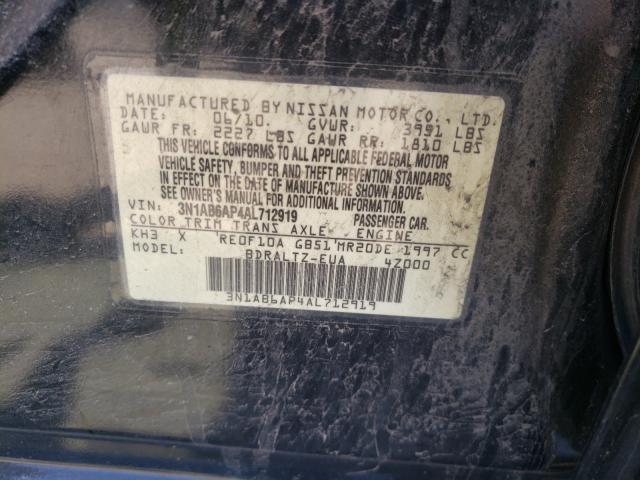 MANUFACTURED BY NISSAN MOTOR CO., LTD.
DATE: 06/10. GVWR: 3991 LBS
GAWR FR: 2227 LBS GAWR RR: 1810 LBS
THIS VEHICLE CONFORMS TO ALL APPLICABLE FEDERAL MOTOR
VEHICLE SAFETY, BUMPER AND THEFT PREVENTION STANDARDS
IN EFFECT ON THE DATE OF MANUFACTURE SHOWN ABOVE.
SEE OWNER'S MANUAL FOR ADDITIONAL INFORMATION.
VIN: 3N1AB6AP4AL712919 PASSENGER CAR.
COLOR TRIM TRANS AXLE ENGINE
KH3 X RE0F10A GB51 MR20DE 1997 CC
BDRALTZ-EUA 4Z000
3N1AB6AP4AL712919